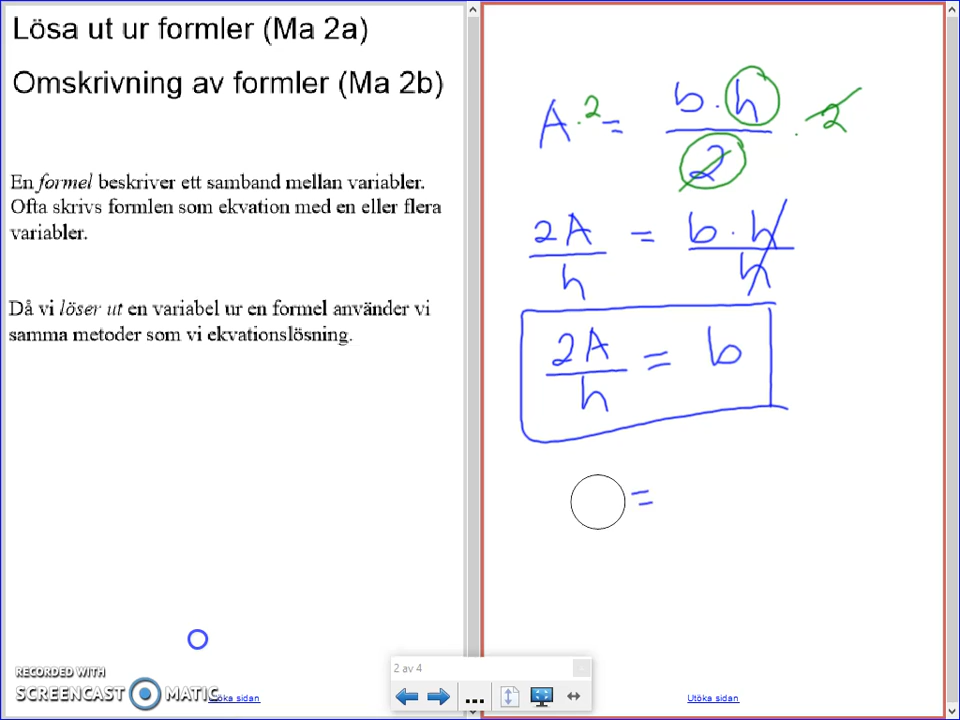 Lösa ut ur formler (Ma 2a)
Omskrivning av formler (Ma 2b)
En formel beskriver ett samband mellan variabler.
Ofta skrivs formlen som ekvation med en eller flera
variabler.
Då vi löser ut en variabel ur en formel använder vi
samma metoder som vi ekvationslösning.
A · 2 = b · h / 2 · 2
2A / h = b · h / h
2A / h = b
=
RECORDED WITH
SCREENCAST MATIC
Utöka sidan
2 av 4
...
Utöka sidan